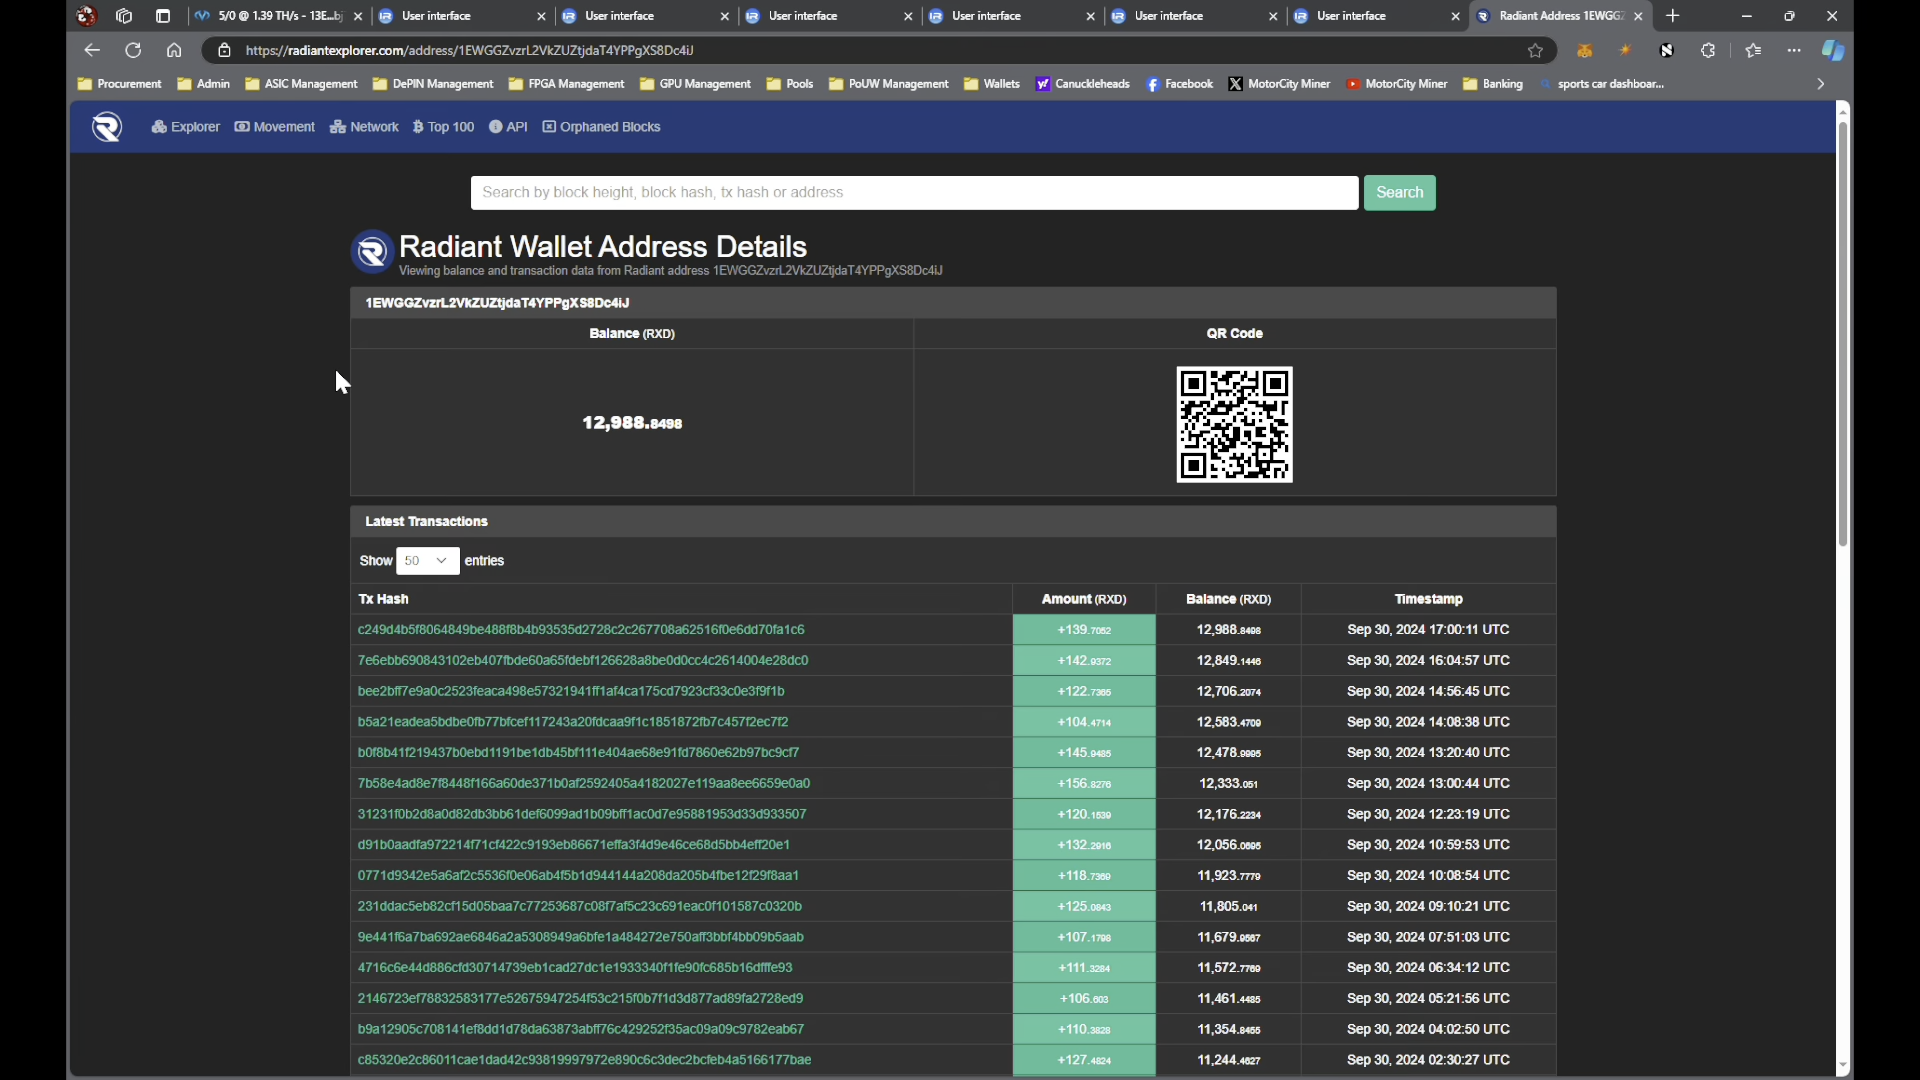 5/0 @ 1.39 TH/s - 13E...bj
User interface
User interface
User interface
User interface
User interface
User interface
Radiant Address 1EWGGZ
https://radiantexplorer.com/address/1EWGGZvzrL2VkZUZtjdaT4YPPgXS8Dc4iJ
Procurement
Admin
ASIC Management
DePIN Management
FPGA Management
GPU Management
Pools
PoUW Management
Wallets
Canuckleheads
Facebook
MotorCity Miner
MotorCity Miner
Banking
sports car dashboar...
Explorer
Movement
Network
Top 100
API
Orphaned Blocks
Search by block height, block hash, tx hash or address
Search
Radiant Wallet Address Details
Viewing balance and transaction data from Radiant address 1EWGGZvzrL2VkZUZtjdaT4YPPgXS8Dc4iJ
1EWGGZvzrL2VkZUZtjdaT4YPPgXS8Dc4iJ
Balance (RXD)
QR Code
12,988.8498
Latest Transactions
Show 50 entries
Tx Hash Amount (RXD) Balance (RXD) Timestamp
c249d4b5f8064849be488f8b4b93535d2728c2c267708a62516f0e6dd70fa1c6 +139.7052 12,988.8498 Sep 30, 2024 17:00:11 UTC
7e6ebb690843102eb407fbde60a65fdebf126628a8be0d0cc4c2614004e28dc0 +142.9372 12,849.1446 Sep 30, 2024 16:04:57 UTC
bee2bff7e9a0c2523feaca498e57321941ff1af4ca175cd7923cf33c0e3f9f1b +122.7365 12,706.2074 Sep 30, 2024 14:56:45 UTC
b5a21eadea5bdbe0fb77bfcef117243a20fdcaa9f1c1851872fb7c457f2ec7f2 +104.4714 12,583.4709 Sep 30, 2024 14:08:38 UTC
b0f8b41f219437b0ebd1191be1db45bf111e404ae68e91fd7860e62b97bc9cf7 +145.9485 12,478.9995 Sep 30, 2024 13:20:40 UTC
7b58e4ad8e7f8448f166a60de371b0af2592405a4182027e119aa8ee6659e0a0 +156.8276 12,333.051 Sep 30, 2024 13:00:44 UTC
31231f0b2d8a0d82db3bb61def6099ad1b09bff1ac0d7e95881953d33d933507 +120.1539 12,176.2234 Sep 30, 2024 12:23:19 UTC
d91b0aadfa972214f71cf422c9193eb86671effa3f4d9e46ce68d5bb4eff20e1 +132.2916 12,056.0695 Sep 30, 2024 10:59:53 UTC
0771d9342e5a6af2c5536f0e06ab4f5b1d944144a208da205b4fbe12f29f8aa1 +118.7369 11,923.7779 Sep 30, 2024 10:08:54 UTC
231ddac5eb82cf15d05baa7c77253687c08f7af5c23c691eac0f101587c0320b +125.0843 11,805.041 Sep 30, 2024 09:10:21 UTC
9e441f6a7ba692ae6846a2a5308949a6bfe1a484272e750aff3bbf4bb09b5aab +107.1798 11,679.9567 Sep 30, 2024 07:51:03 UTC
4716c6e44d886cfd30714739eb1cad27dc1e1933340f1fe90fc685b16dfffe93 +111.3284 11,572.7769 Sep 30, 2024 06:34:12 UTC
2146723ef78832583177e52675947254f53c215f0b7f1d3d877ad89fa2728ed9 +106.603 11,461.4485 Sep 30, 2024 05:21:56 UTC
b9a12905c708141ef8dd1d78da63873abff76c429252f35ac09a09c9782eab67 +110.3828 11,354.8455 Sep 30, 2024 04:02:50 UTC
c85320e2c86011cae1dad42c93819997972e890c6c3dec2bcfeb4a5166177bae +127.4824 11,244.4627 Sep 30, 2024 02:30:27 UTC